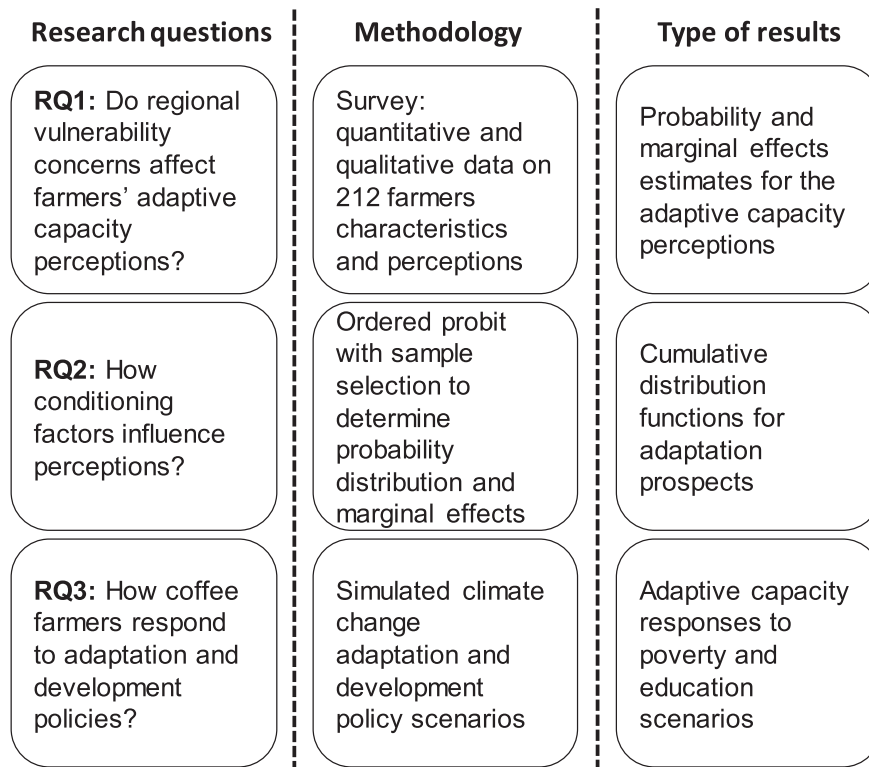 Research questions
Methodology
Type of results
RQ1: Do regional
vulnerability
concerns affect
farmers’ adaptive
capacity
perceptions?
Survey:
quantitative and
qualitative data on
212 farmers
characteristics
and perceptions
Probability and
marginal effects
estimates for the
adaptive capacity
perceptions
RQ2: How
conditioning
factors influence
perceptions?
Ordered probit
with sample
selection to
determine
probability
distribution and
marginal effects
Cumulative
distribution
functions for
adaptation
prospects
RQ3: How coffee
farmers respond
to adaptation and
development
policies?
Simulated climate
change
adaptation and
development
policy scenarios
Adaptive capacity
responses to
poverty and
education
scenarios